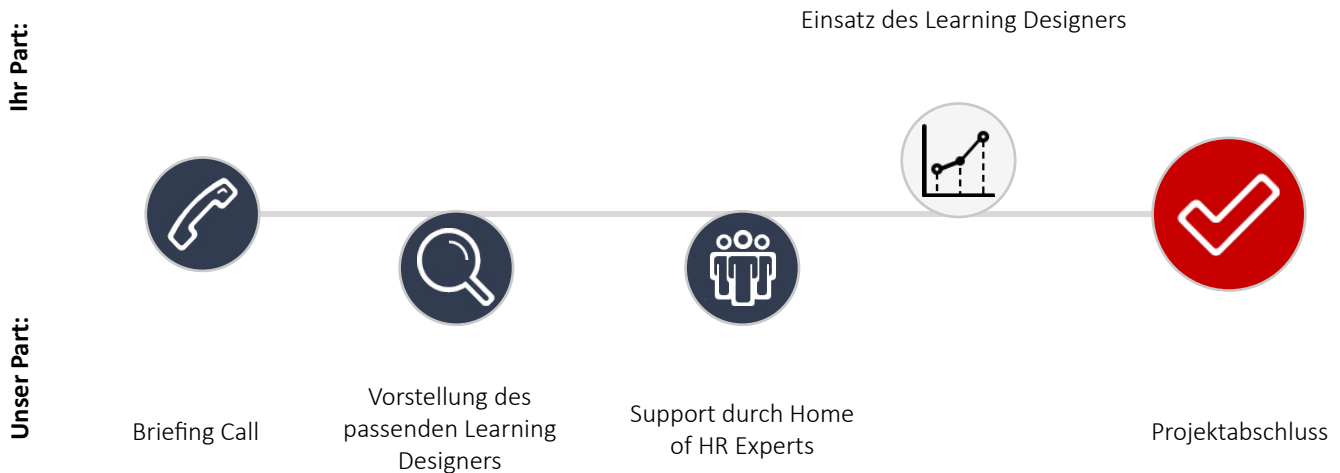 Ihr Part:
Einsatz des Learning Designers
Unser Part:
Briefing Call
Vorstellung des
passenden Learning
Designers
Support durch Home
of HR Experts
Projektabschluss